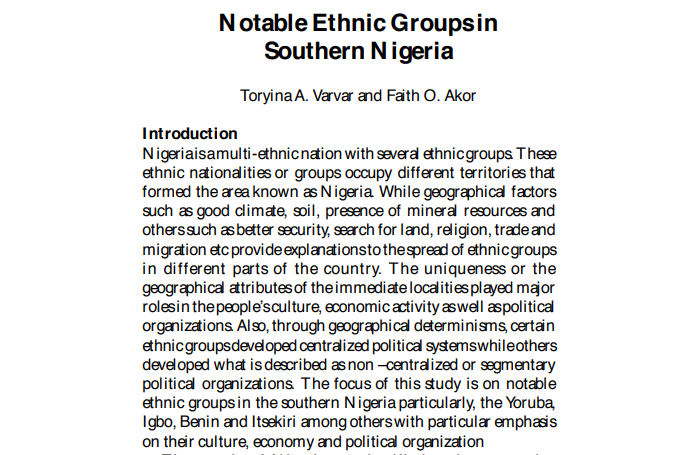 Notable Ethnic Groups in
Southern Nigeria
Toryina A. Varvar and Faith O. Akor
Introduction
Nigeria is a multi-ethnic nation with several ethnic groups. These
ethnic nationalities or groups occupy different territories that
formed the area known as Nigeria. While geographical factors
such as good climate, soil, presence of mineral resources and
others such as better security, search for land, religion, trade and
migration etc provide explanations to the spread of ethnic groups
in different parts of the country. The uniqueness or the
geographical attributes of the immediate localities played major
roles in the people's culture, economic activity as well as political
organizations. Also, through geographical determinisms, certain
ethnic groups developed centralized political systems while others
developed what is described as non –centralized or segmentary
political organizations. The focus of this study is on notable
ethnic groups in the southern Nigeria particularly, the Yoruba,
Igbo, Benin and Itsekiri among others with particular emphasis
on their culture, economy and political organization